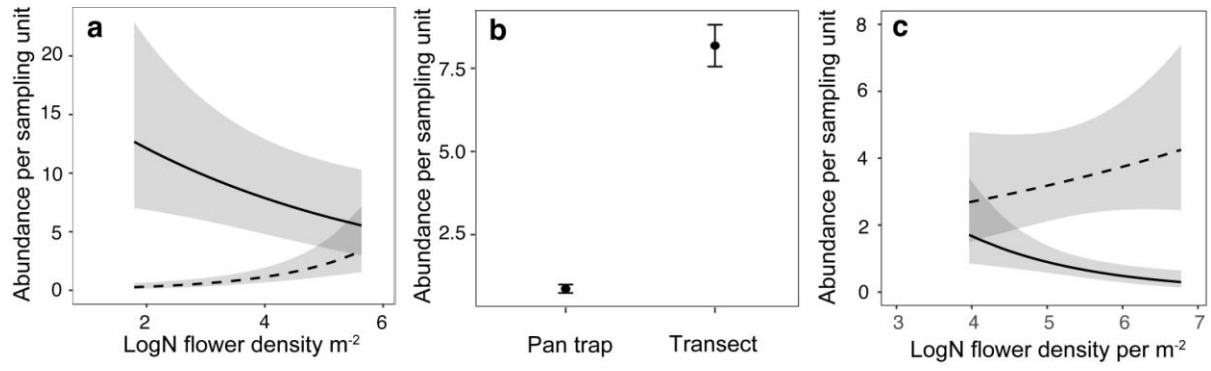 a
Abundance per sampling unit
20
15
10
5
0
2
4
6
LogN flower density m-2
b
Abundance per sampling unit
7.5
5.0
2.5
Pan trap
Transect
c
Abundance per sampling unit
8
6
4
2
0
3
4
5
6
7
LogN flower density per m-2